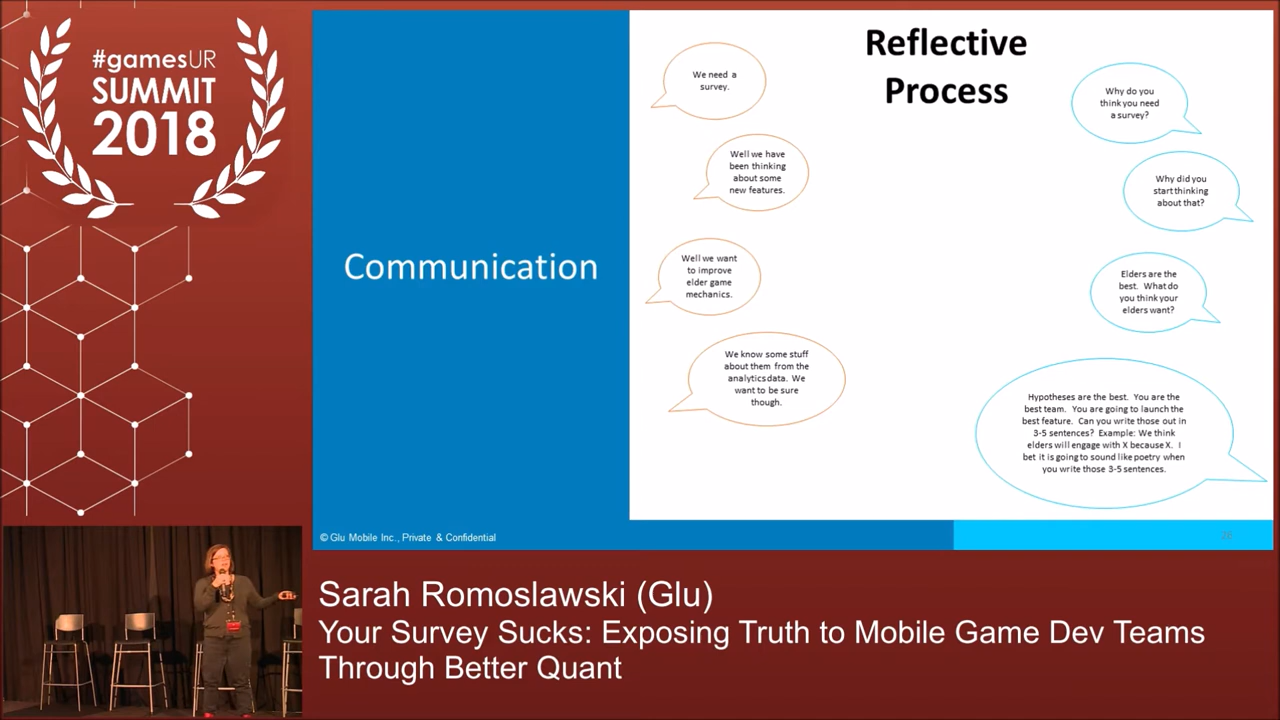 #gamesUR
SUMMIT
2018
Communication
Reflective
Process
We need a
survey.
Why do you
think you need
a survey?
Well we have
been thinking
about some
new features.
Why did you
start thinking
about that?
Well we want
to improve
elder game
mechanics.
Elders are the
best. What do
you think your
elders want?
We know some stuff
about them from the
analytics data. We
want to be sure
though.
Hypotheses are the best. You are the
best team. You are going to launch the
best feature. Can you write those out in
3-5 sentences? Example: We think
elders will engage with X because X. I
bet it is going to sound like poetry when
you write those 3-5 sentences.
© Glu Mobile Inc., Private & Confidential
Sarah Romoslawski (Glu)
Your Survey Sucks: Exposing Truth to Mobile Game Dev Teams
Through Better Quant